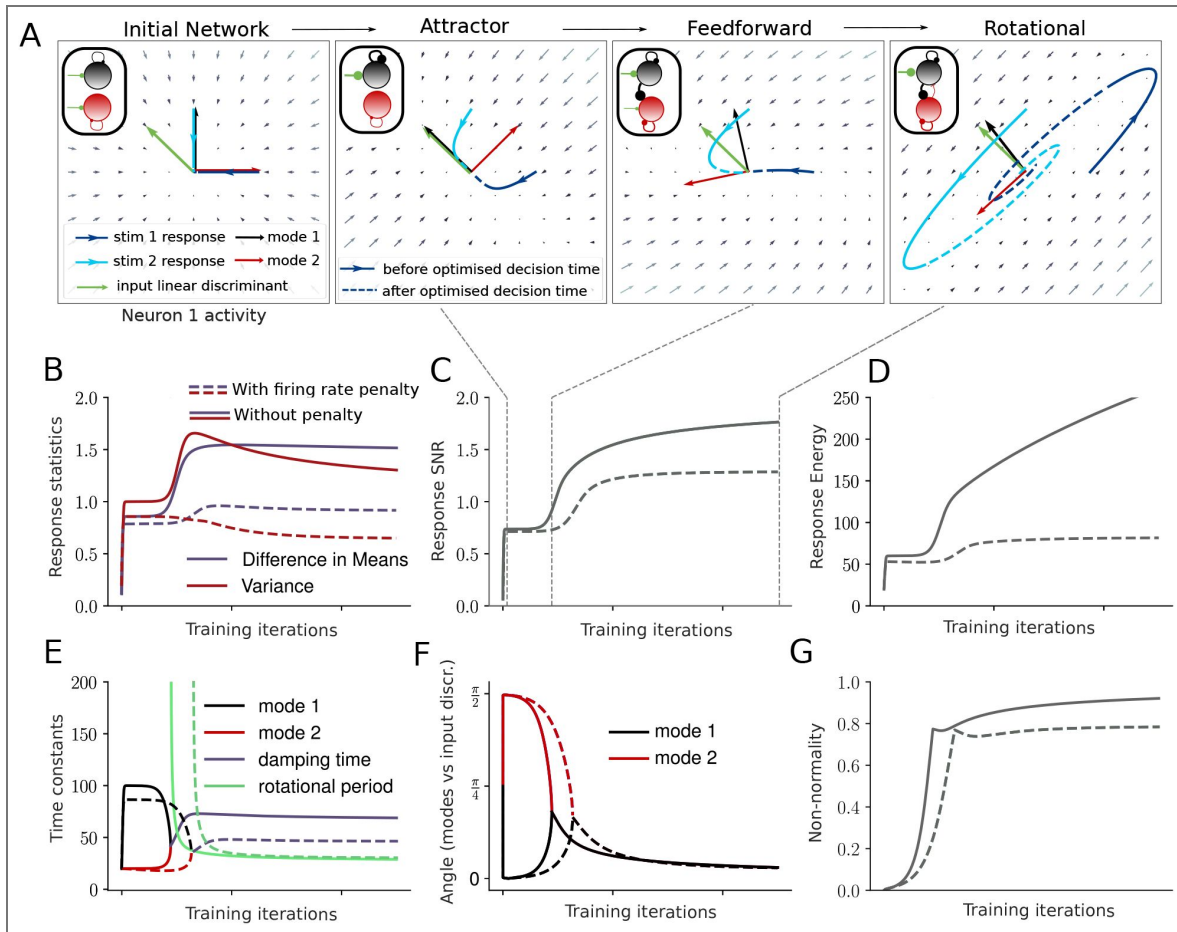 A
Initial Network
Attractor
Feedforward
Rotational
stim 1 response
mode 1
stim 2 response
mode 2
input linear discriminant
before optimised decision time
after optimised decision time
Neuron 1 activity
B
With firing rate penalty
Without penalty
2.0
1.5
1.0
0.5
0.0
Response statistics
Difference in Means
Variance
Training iterations
C
2.0
1.5
1.0
0.5
0.0
Response SNR
Training iterations
D
250
200
150
100
50
0
Response Energy
Training iterations
E
200
150
100
50
0
Time constants
mode 1
mode 2
damping time
rotational period
Training iterations
F
π/2
π/4
0
Angle (modes vs input discr.)
mode 1
mode 2
Training iterations
G
1.0
0.8
0.6
0.4
0.2
0.0
Non-normality
Training iterations